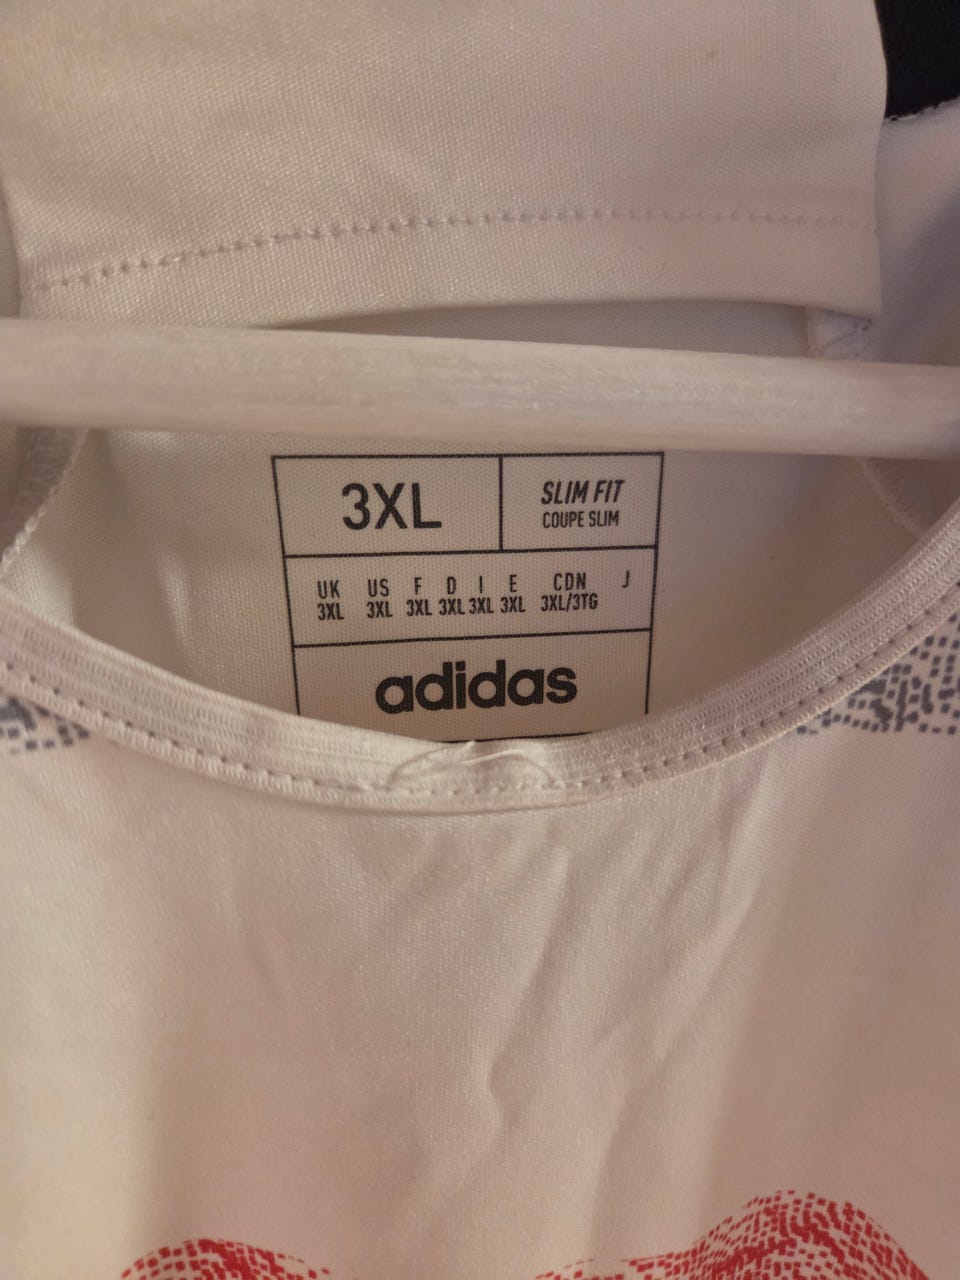 3XL
SLIM FIT
COUPE SLIM
UK US F D I E CDN J
3XL 3XL 3XL 3XL 3XL 3XL 3XL/3TG
adidas